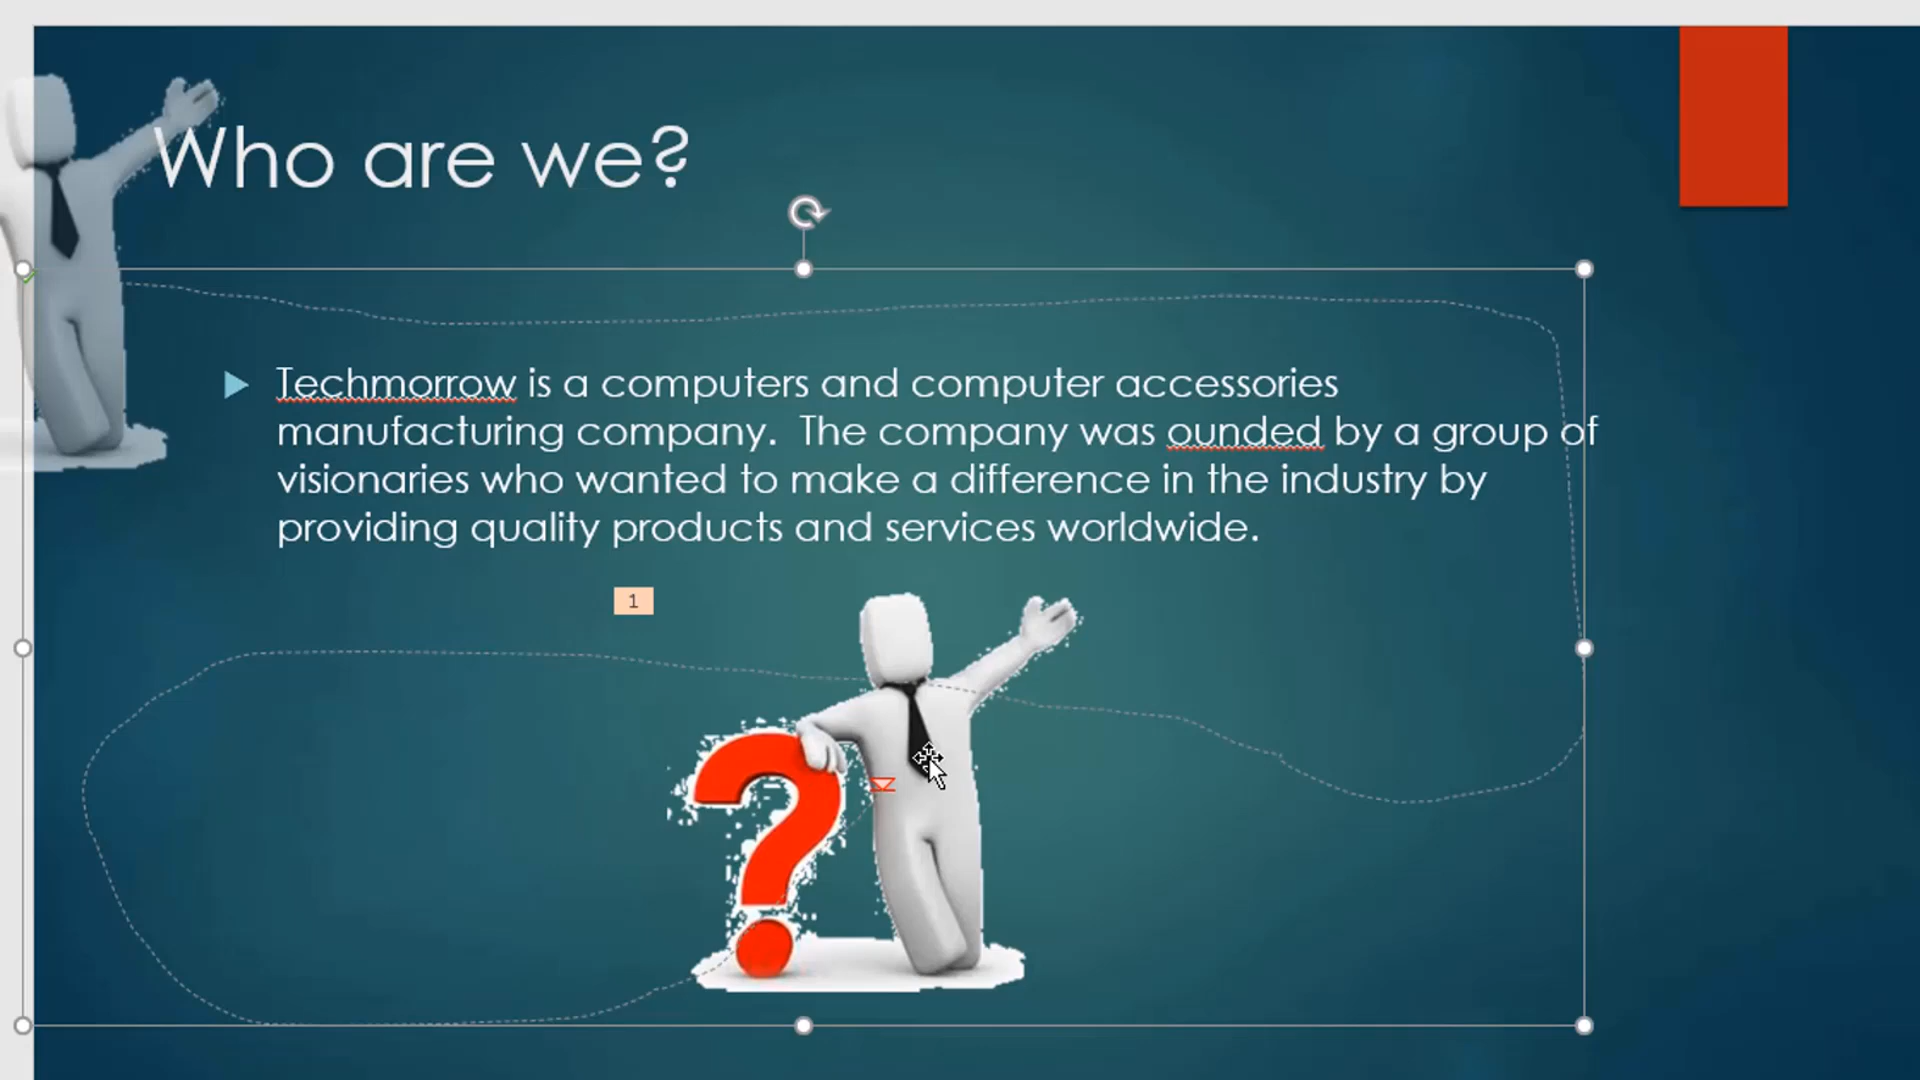 Who are we?
Techmorrow is a computers and computer accessories
manufacturing company.  The company was ounded by a group of
visionaries who wanted to make a difference in the industry by
providing quality products and services worldwide.
1